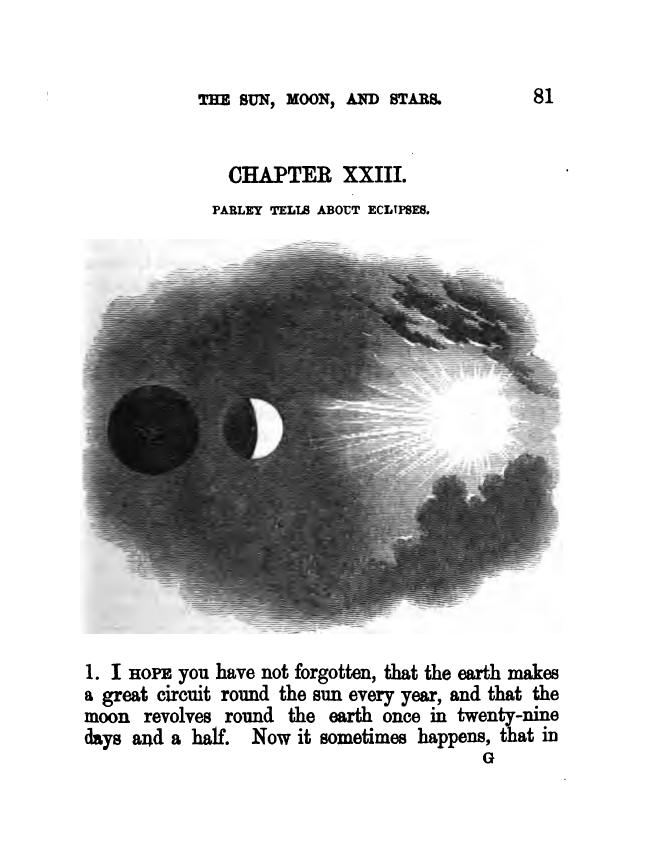 THE SUN, MOON, AND STARS. 81
CHAPTER XXIII.
PARLEY TELLS ABOUT ECLIPSES.
1. I HOPE you have not forgotten, that the earth makes
a great circuit round the sun every year, and that the
moon revolves round the earth once in twenty-nine
days and a half. Now it sometimes happens, that in
G